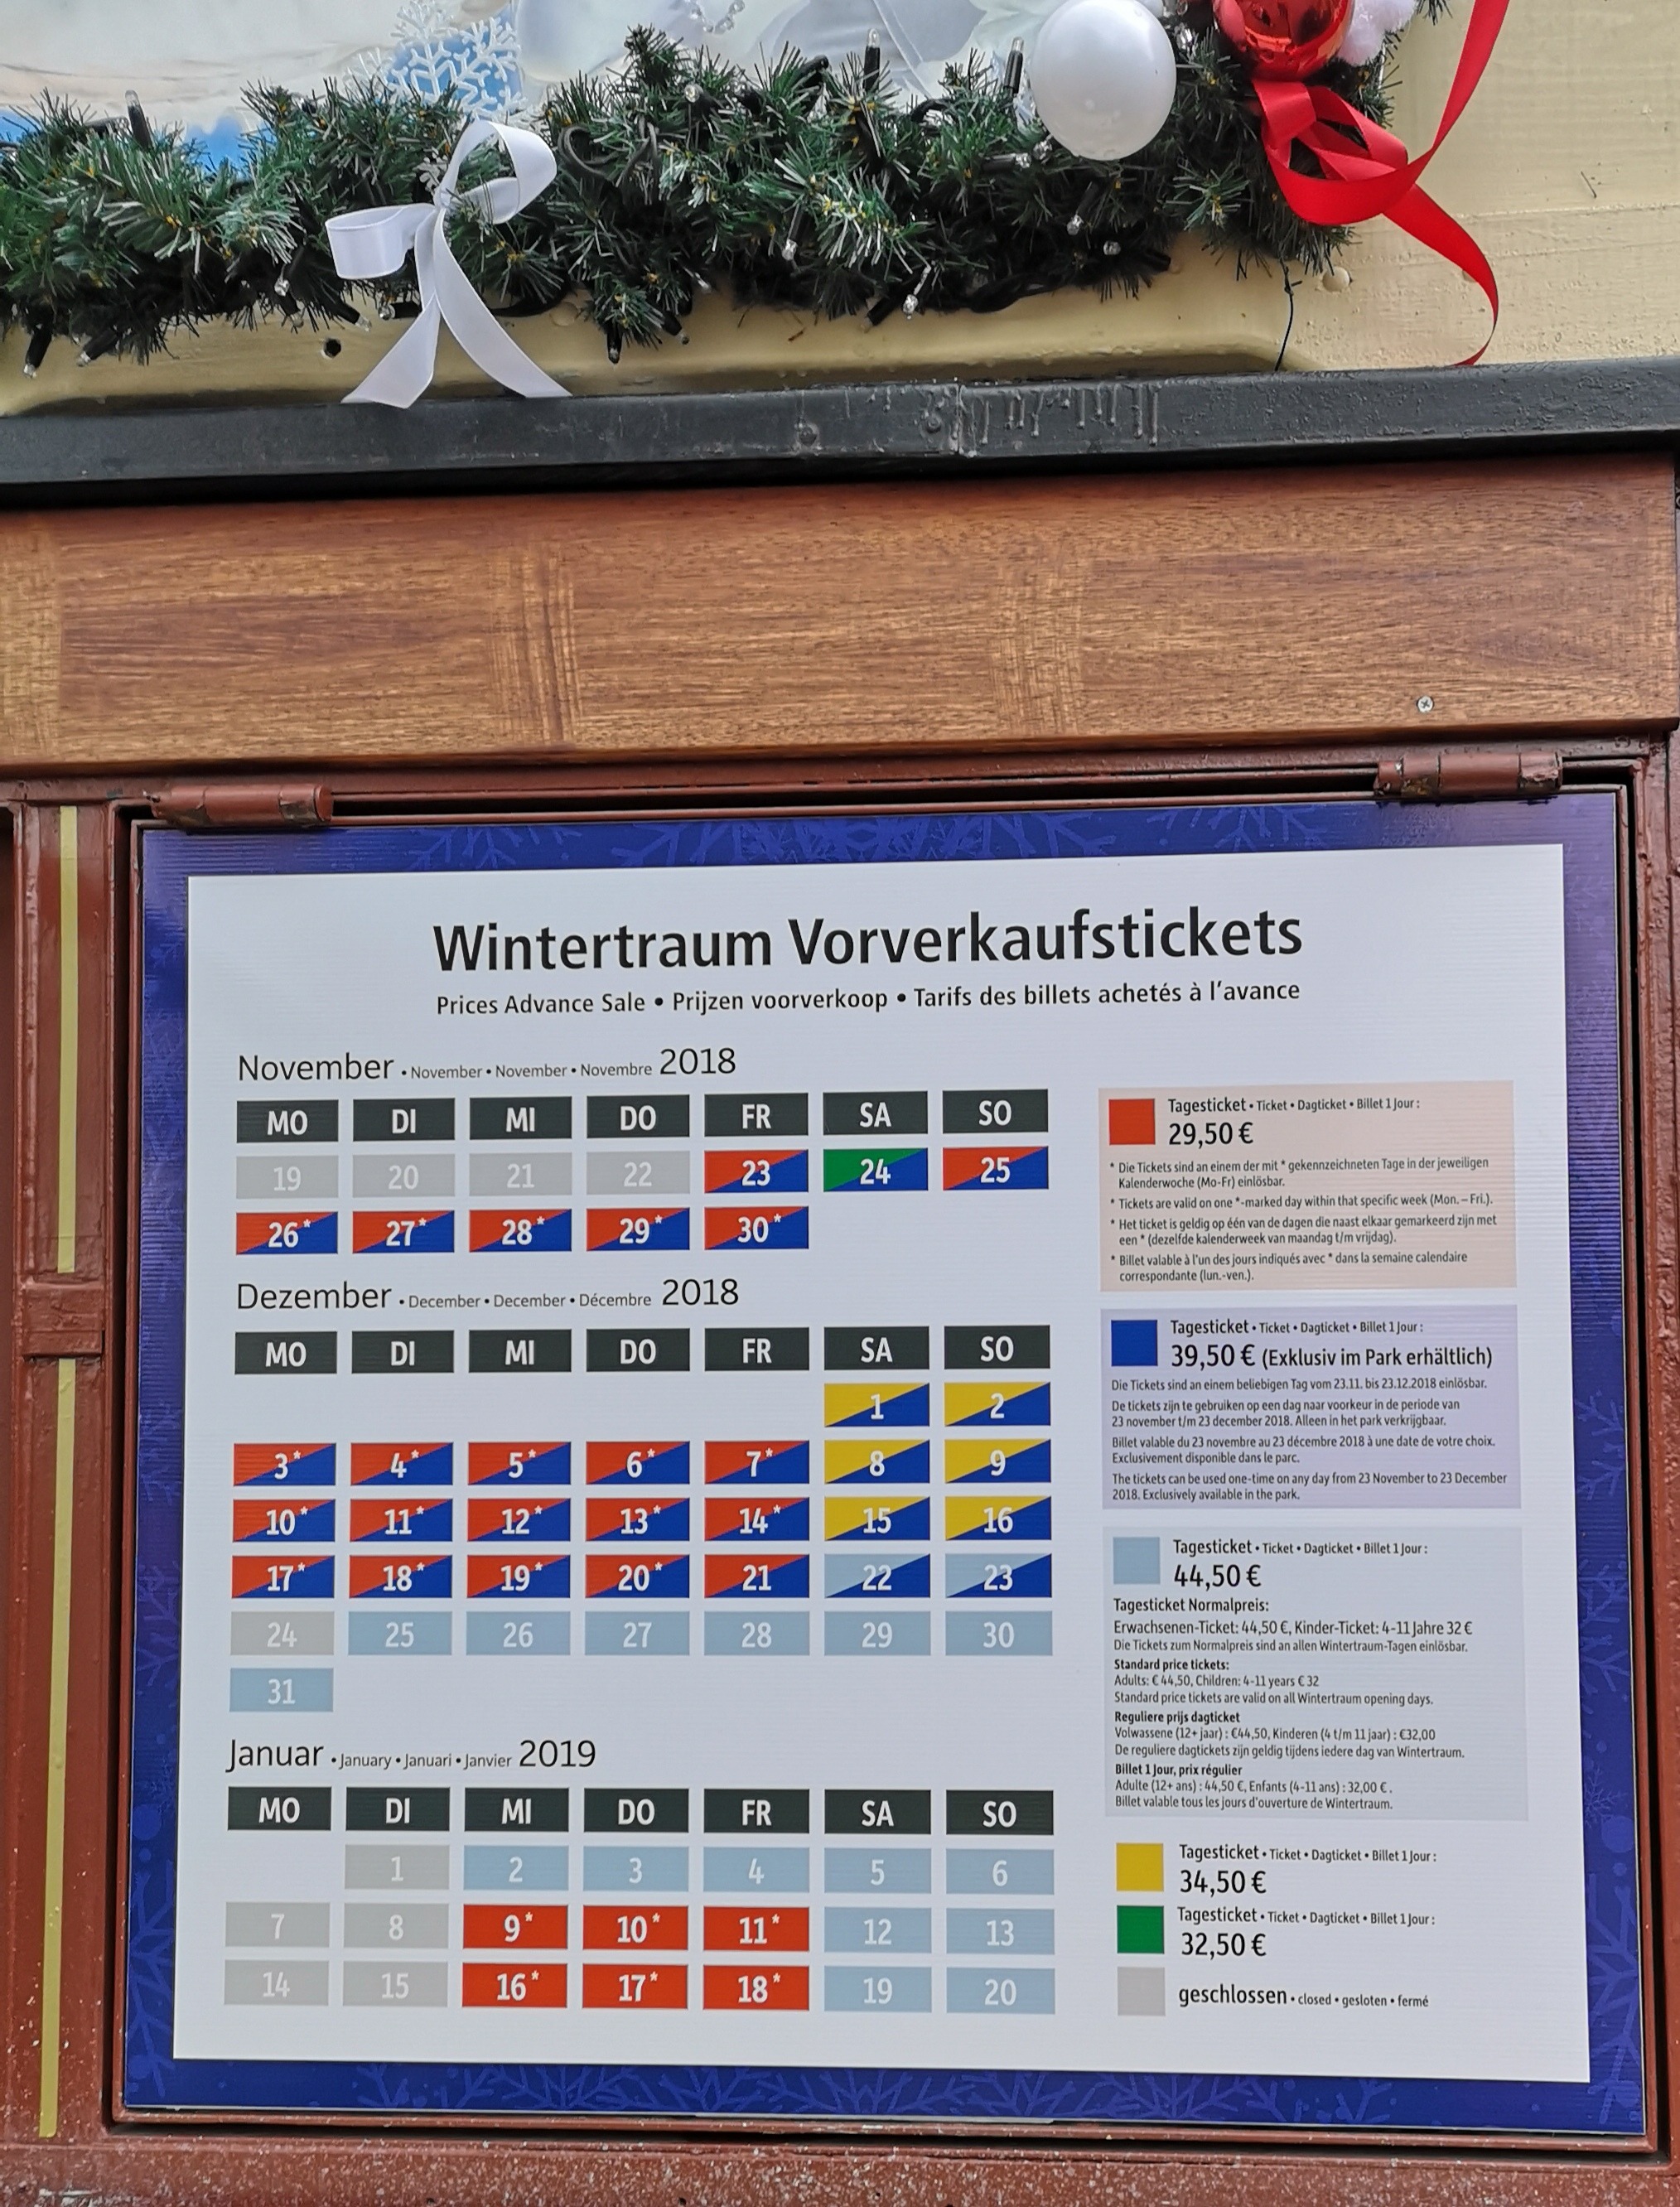 Wintertraum Vorverkaufstickets
Prices Advance Sale • Prijzen voorverkoop • Tarifs des billets achetés à l'avance
November • November • November • Novembre 2018
MO DI MI DO FR SA SO
19 20 21 22 23 24 25
26* 27* 28* 29* 30*
Dezember • December • December • Décembre 2018
MO DI MI DO FR SA SO
1 2
3* 4* 5* 6* 7* 8 9
10* 11* 12* 13* 14* 15 16
17* 18* 19* 20* 21 22 23
24 25 26 27 28 29 30
31
Januar • January • Januari • Janvier 2019
MO DI MI DO FR SA SO
1 2 3 4 5 6
7 8 9* 10* 11* 12 13
14 15 16* 17* 18* 19 20
Tagesticket • Ticket • Dagticket • Billet 1 Jour :
29,50 €
* Die Tickets sind an einem der mit * gekennzeichneten Tage in der jeweiligen
Kalenderwoche (Mo-Fr) einlösbar.
* Tickets are valid on one *-marked day within that specific week (Mon. – Fri.).
* Het ticket is geldig op één van de dagen die naast elkaar gemarkeerd zijn met
een * (dezelfde kalenderweek van maandag t/m vrijdag).
* Billet valable à l'un des jours indiqués avec * dans la semaine calendaire
correspondante (lun.-ven.).
Tagesticket • Ticket • Dagticket • Billet 1 Jour :
39,50 € (Exklusiv im Park erhältlich)
Die Tickets sind an einem beliebigen Tag vom 23.11. bis 23.12.2018 einlösbar.
De tickets zijn te gebruiken op een dag naar voorkeur in de periode van
23 november t/m 23 december 2018. Alleen in het park verkrijgbaar.
Billet valable du 23 novembre au 23 décembre 2018 à une date de votre choix.
Exclusivement disponible dans le parc.
The tickets can be used one-time on any day from 23 November to 23 December
2018. Exclusively available in the park.
Tagesticket • Ticket • Dagticket • Billet 1 Jour :
44,50 €
Tagesticket Normalpreis:
Erwachsenen-Ticket: 44,50 €, Kinder-Ticket: 4-11 Jahre 32 €
Die Tickets zum Normalpreis sind an allen Wintertraum-Tagen einlösbar.
Standard price tickets:
Adults: € 44,50, Children: 4-11 years € 32
Standard price tickets are valid on all Wintertraum opening days.
Reguliere prijs dagticket
Volwassene (12+ jaar) : €44,50, Kinderen (4 t/m 11 jaar) : €32,00
De reguliere dagtickets zijn geldig tijdens iedere dag van Wintertraum.
Billet 1 Jour, prix régulier
Adulte (12+ ans) : 44,50 €, Enfants (4-11 ans) : 32,00 € .
Billet valable tous les jours d'ouverture de Wintertraum.
Tagesticket • Ticket • Dagticket • Billet 1 Jour :
34,50 €
Tagesticket • Ticket • Dagticket • Billet 1 Jour :
32,50 €
geschlossen • closed • gesloten • fermé